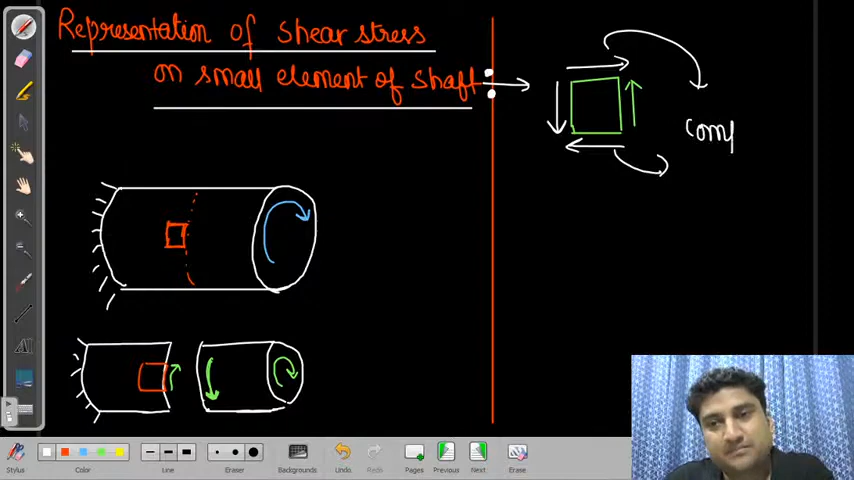 Representation of shear stress
on small element of shaft
comp
Stylus
Color
Line
Eraser
Backgrounds
Undo
Redo
Pages
Previous
Next
Erase